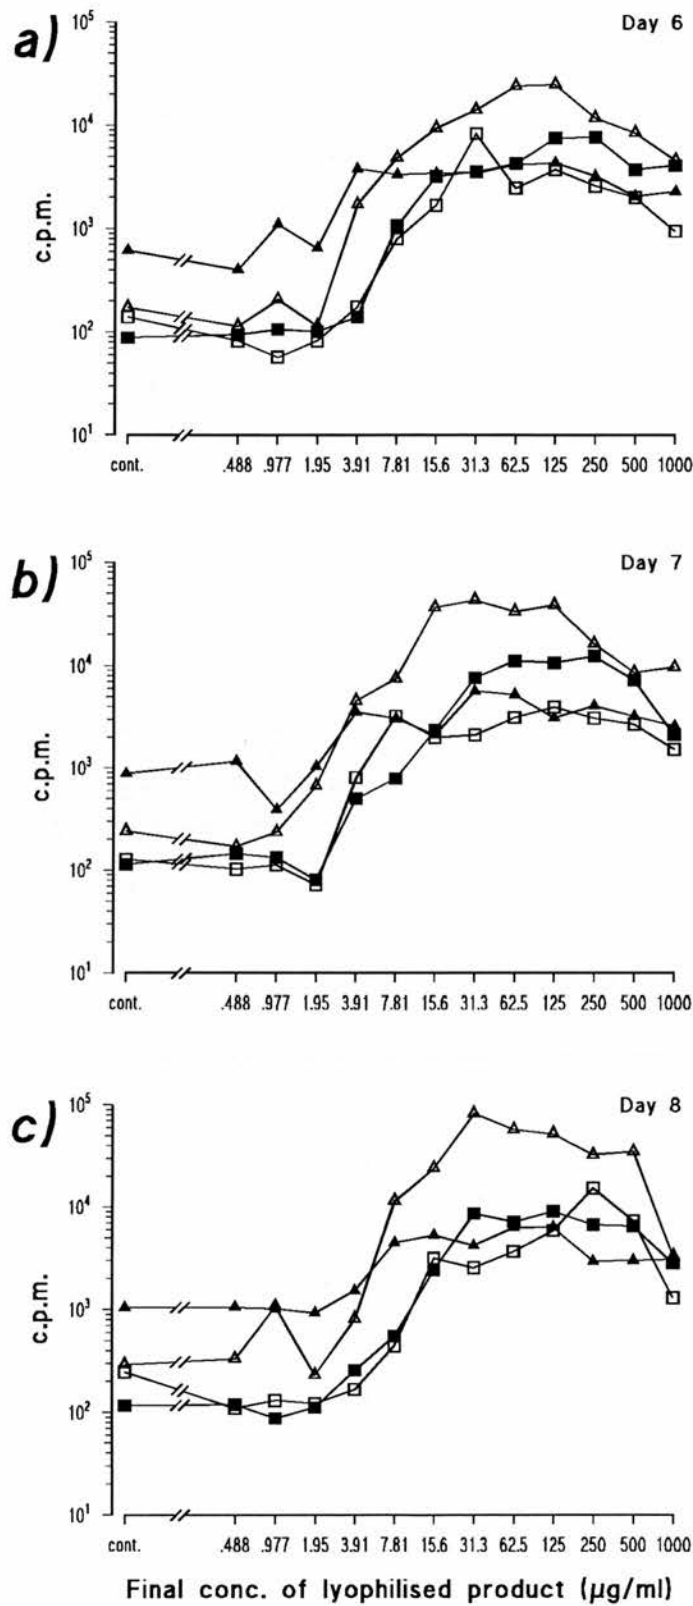 a)
Day 6
10⁵
10⁴
10³
10²
10¹
c.p.m.
cont. .488 .977 1.95 3.91 7.81 15.6 31.3 62.5 125 250 500 1000
b)
Day 7
10⁵
10⁴
10³
10²
10¹
c.p.m.
cont. .488 .977 1.95 3.91 7.81 15.6 31.3 62.5 125 250 500 1000
c)
Day 8
10⁵
10⁴
10³
10²
10¹
c.p.m.
cont. .488 .977 1.95 3.91 7.81 15.6 31.3 62.5 125 250 500 1000
Final conc. of lyophilised product (µg/ml)